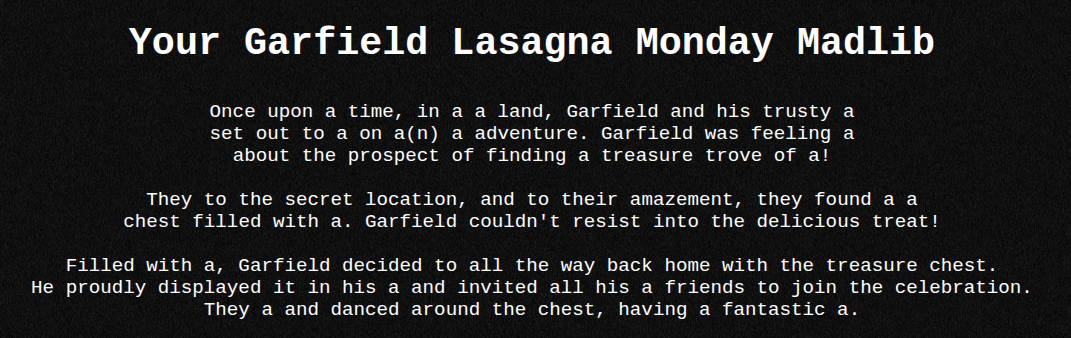 Your Garfield Lasagna Monday Madlib
Once upon a time, in a a land, Garfield and his trusty a
set out to a on a(n) a adventure. Garfield was feeling a
about the prospect of finding a treasure trove of a!
They to the secret location, and to their amazement, they found a a
chest filled with a. Garfield couldn't resist into the delicious treat!
Filled with a, Garfield decided to all the way back home with the treasure chest.
He proudly displayed it in his a and invited all his a friends to join the celebration.
They a and danced around the chest, having a fantastic a.